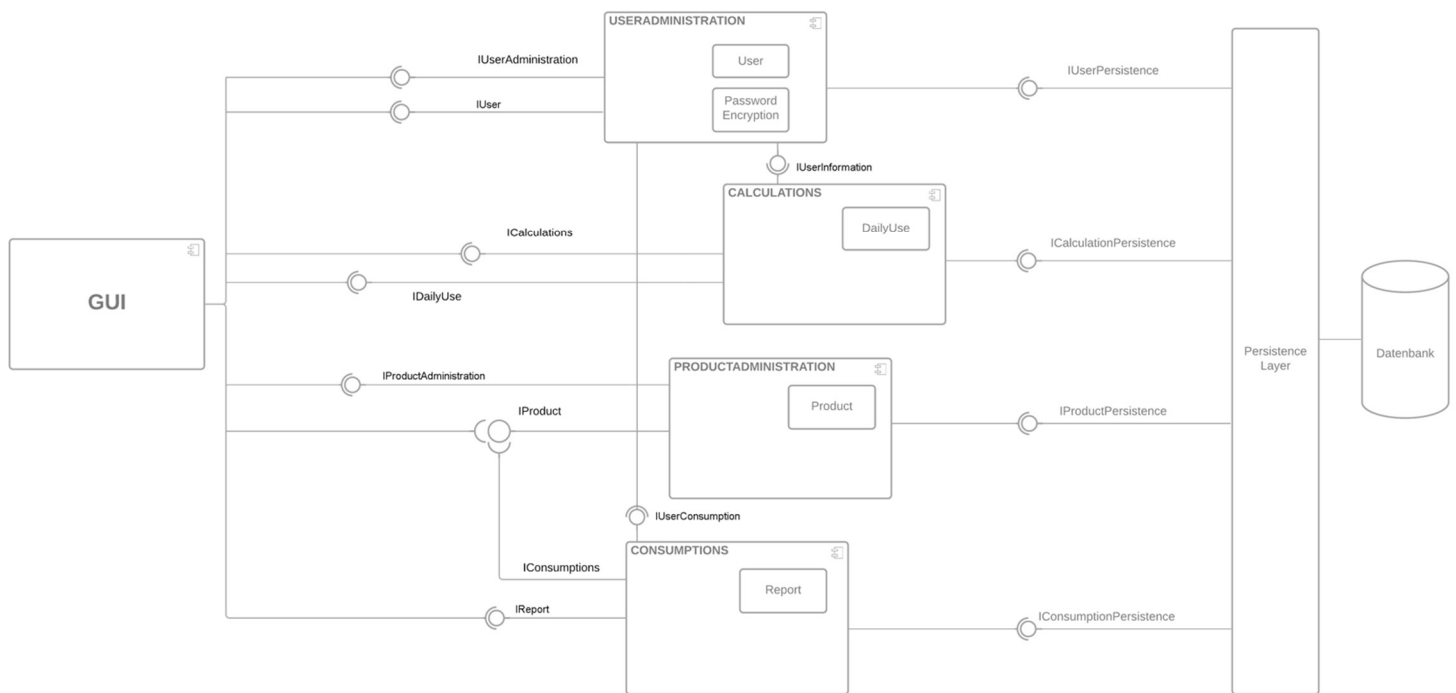 USERADMINISTRATION
User
Password
Encryption
IUserAdministration
IUser
IUserPersistence
IUserInformation
CALCULATIONS
DailyUse
ICalculations
IDailyUse
ICalculationPersistence
GUI
Persistence
Layer
Datenbank
PRODUCTADMINISTRATION
Product
IProductAdministration
IProduct
IProductPersistence
IUserConsumption
CONSUMPTIONS
Report
IConsumptions
IReport
IConsumptionPersistence